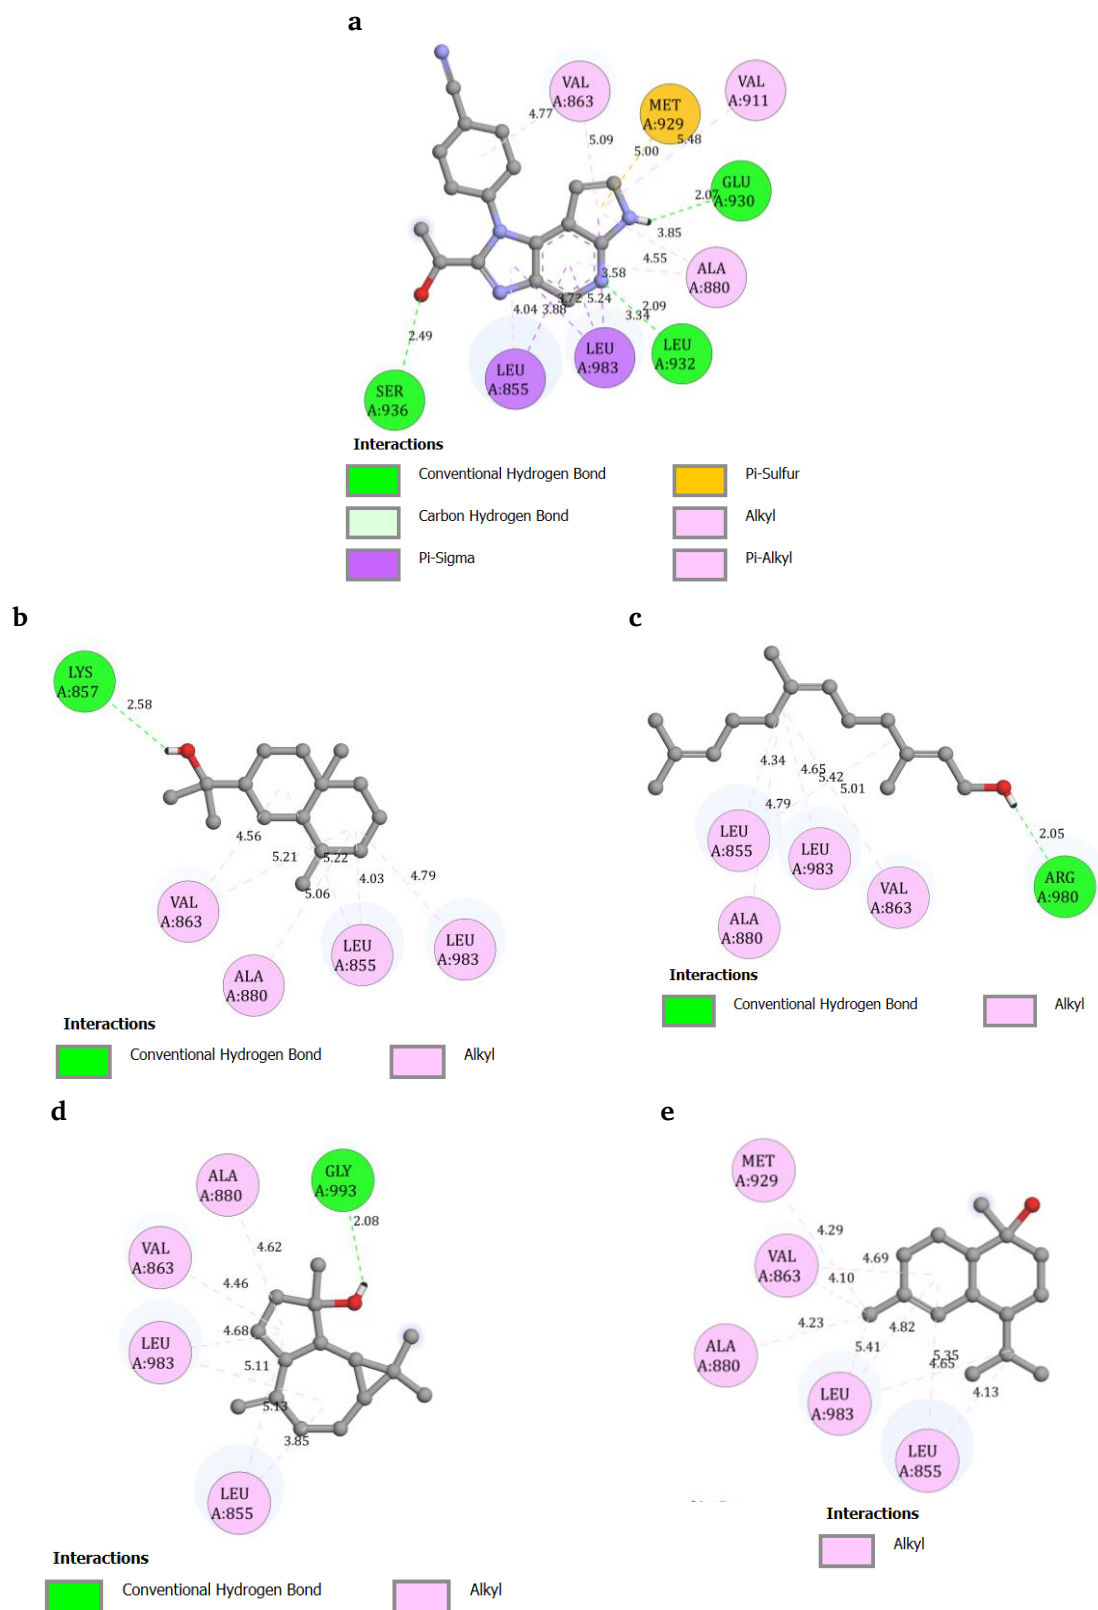 a
VAL
A:863
MET
A:929
VAL
A:911
GLU
A:930
ALA
A:880
LEU
A:932
LEU
A:983
LEU
A:855
SER
A:936
4.77
5.09
5.00
5.48
2.07
3.85
4.55
3.58
3.72
5.24
2.09
3.34
4.04
3.88
2.49
Interactions
Conventional Hydrogen Bond
Pi-Sulfur
Carbon Hydrogen Bond
Alkyl
Pi-Sigma
Pi-Alkyl
b
LYS
A:857
2.58
4.56
5.21
5.22
4.03
4.79
5.06
VAL
A:863
ALA
A:880
LEU
A:855
LEU
A:983
Interactions
Conventional Hydrogen Bond
Alkyl
c
4.34
4.65
5.42
5.01
4.79
2.05
LEU
A:855
LEU
A:983
VAL
A:863
ARG
A:980
ALA
A:880
Interactions
Conventional Hydrogen Bond
Alkyl
d
ALA
A:880
GLY
A:993
2.08
VAL
A:863
4.62
4.46
LEU
A:983
4.68
5.11
5.13
3.85
LEU
A:855
Interactions
Conventional Hydrogen Bond
Alkyl
e
MET
A:929
4.29
VAL
A:863
4.69
4.10
ALA
A:880
4.23
4.82
5.41
5.35
4.65
4.13
LEU
A:983
LEU
A:855
Interactions
Alkyl